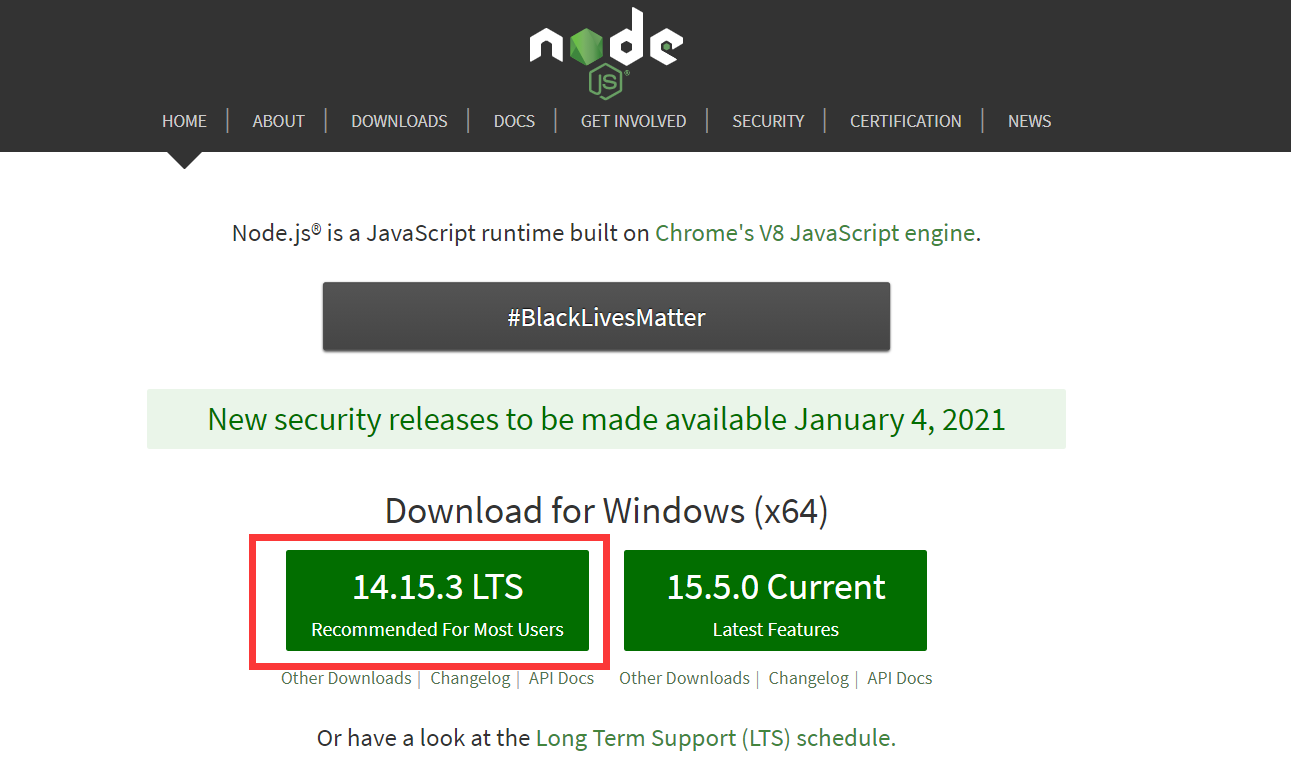 node
JS®
HOME | ABOUT | DOWNLOADS | DOCS | GET INVOLVED | SECURITY | CERTIFICATION | NEWS
Node.js® is a JavaScript runtime built on Chrome's V8 JavaScript engine.
#BlackLivesMatter
New security releases to be made available January 4, 2021
Download for Windows (x64)
14.15.3 LTS
Recommended For Most Users
15.5.0 Current
Latest Features
Other Downloads | Changelog | API Docs
Other Downloads | Changelog | API Docs
Or have a look at the Long Term Support (LTS) schedule.